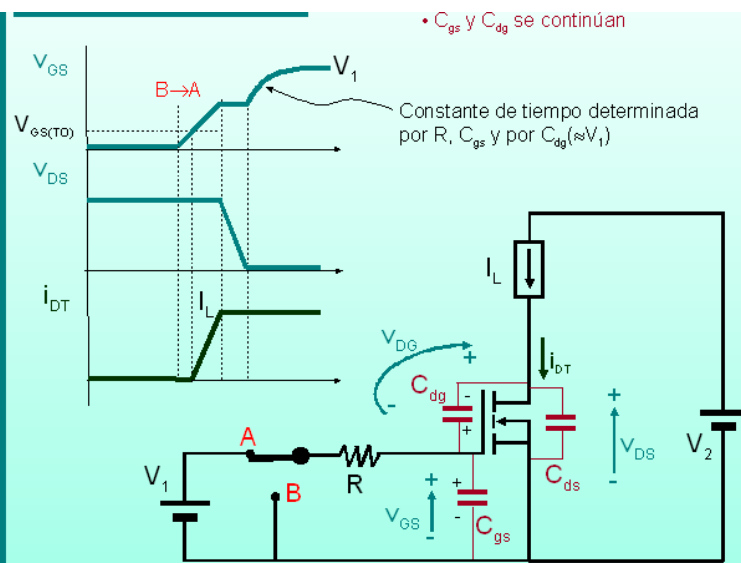 • Cgs y Cdg se continúan
vGS
B→A
V1
VGS(TO)
Constante de tiempo determinada
por R, Cgs y por Cdg(≈V1)
vDS
iDT
IL
IL
vDG
+
-
iDT
Cdg
-
+
+
vDS
-
Cds
V2
A
B
R
V1
+
vGS
-
+
-
Cgs